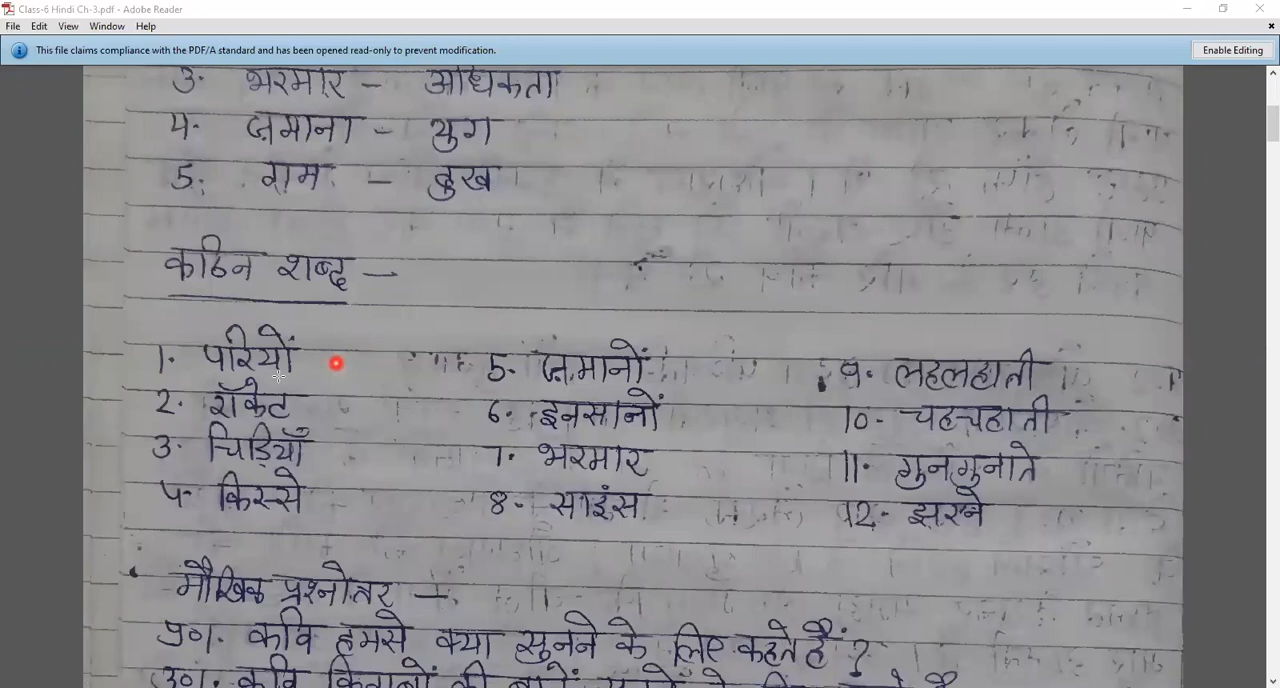 Class-6 Hindi Ch-3.pdf - Adobe Reader
File Edit View Window Help
This file claims compliance with the PDF/A standard and has been opened read-only to prevent modification. Enable Editing
3. भरमार - अधिकता
4. ज़माना - युग
5. ग़म - दुख
कठिन शब्द -
1. परियों 5. ज़मानों 9. लहलहाती
2. रॉकेट 6. इनसानों 10. चहचहाती
3. चिड़ियाँ 7. भरमार 11. गुनगुनाते
4. किस्से 8. साइंस 12. झरने
मौखिक प्रश्नोतर -
प्र०1. कवि हमसे क्या सुनने के लिए कहते हैं ?
उ०1. कवि किताबों की बातें